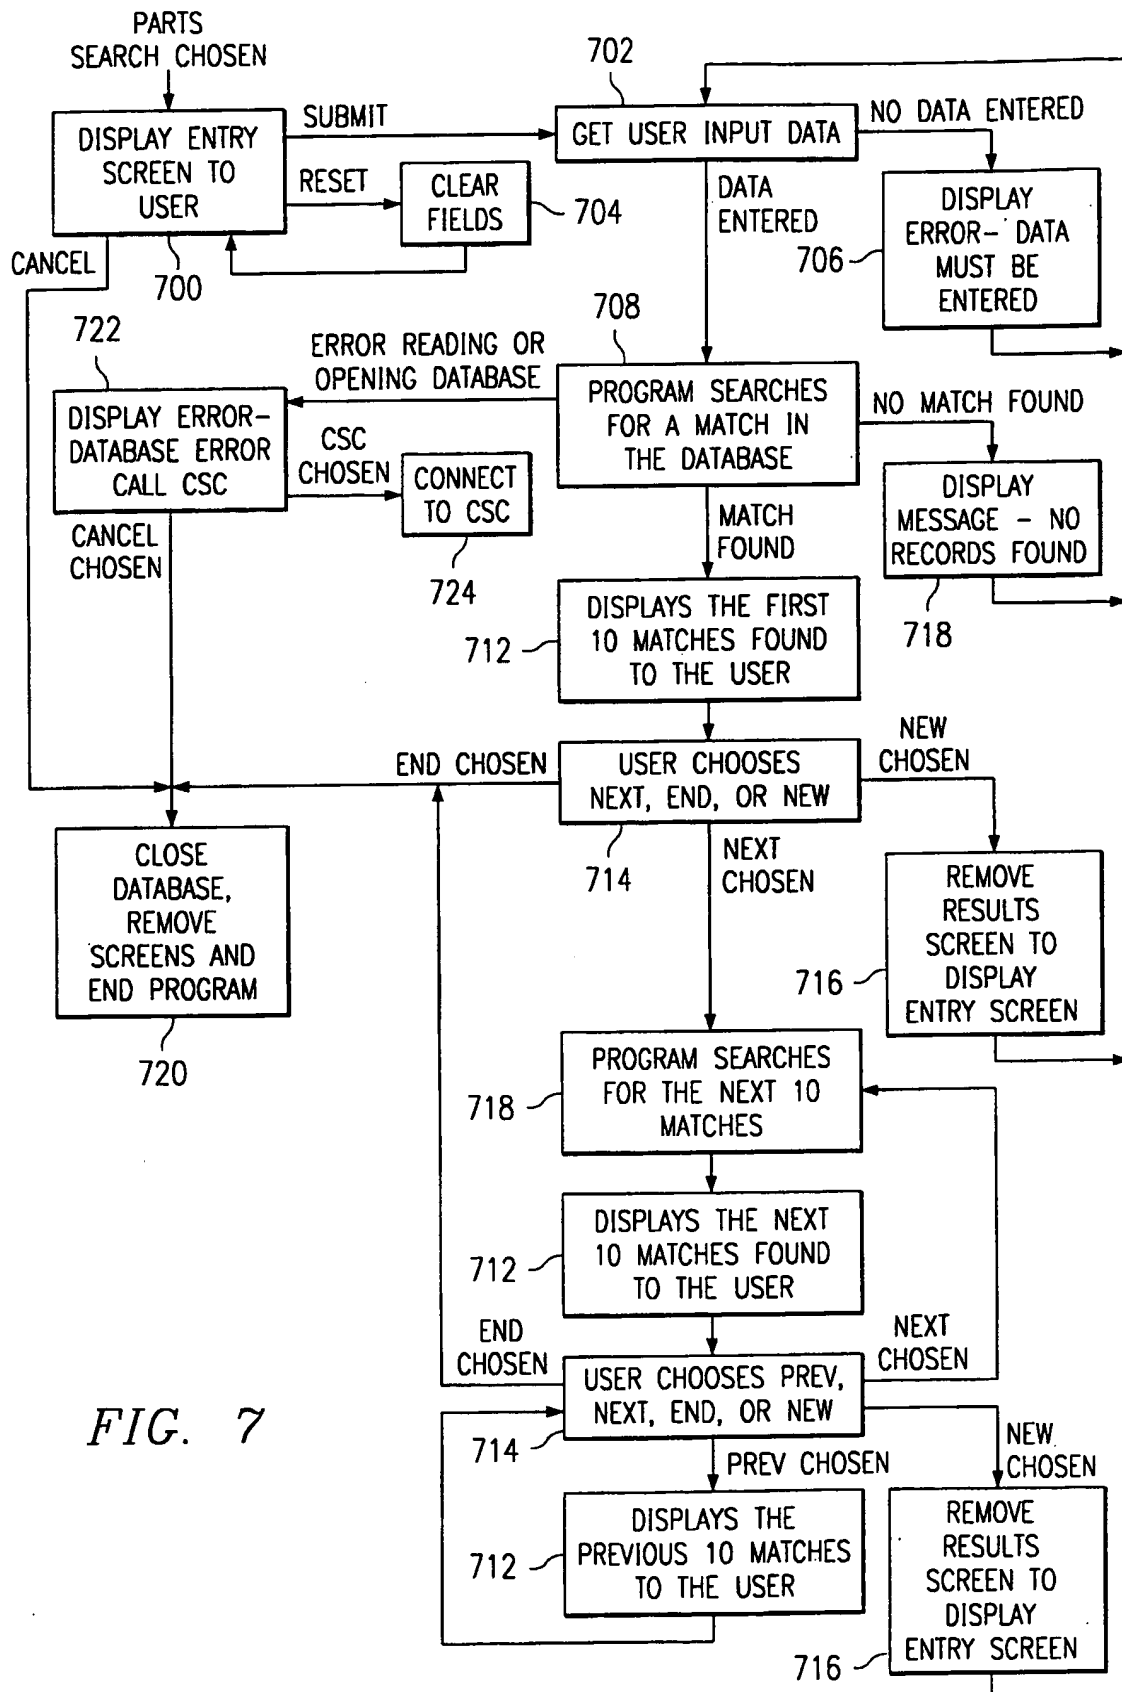 PARTS
SEARCH CHOSEN
702
DISPLAY ENTRY
SCREEN TO
USER
SUBMIT
RESET
CLEAR
FIELDS
704
GET USER INPUT DATA
NO DATA ENTERED
DATA
ENTERED
DISPLAY
ERROR- DATA
MUST BE
ENTERED
706
CANCEL
700
722
708
ERROR READING OR
OPENING DATABASE
DISPLAY ERROR-
DATABASE ERROR
CALL CSC
CSC
CHOSEN
CONNECT
TO CSC
724
PROGRAM SEARCHES
FOR A MATCH IN
THE DATABASE
NO MATCH FOUND
DISPLAY
MESSAGE - NO
RECORDS FOUND
718
CANCEL
CHOSEN
MATCH
FOUND
DISPLAYS THE FIRST
10 MATCHES FOUND
TO THE USER
712
END CHOSEN
USER CHOOSES
NEXT, END, OR NEW
714
NEW
CHOSEN
NEXT
CHOSEN
CLOSE
DATABASE,
REMOVE
SCREENS AND
END PROGRAM
720
REMOVE
RESULTS
SCREEN TO
DISPLAY
ENTRY SCREEN
716
PROGRAM SEARCHES
FOR THE NEXT 10
MATCHES
718
DISPLAYS THE NEXT
10 MATCHES FOUND
TO THE USER
712
END
CHOSEN
NEXT
CHOSEN
USER CHOOSES PREV,
NEXT, END, OR NEW
714
PREV CHOSEN
NEW
CHOSEN
DISPLAYS THE
PREVIOUS 10 MATCHES
TO THE USER
712
REMOVE
RESULTS
SCREEN TO
DISPLAY
ENTRY SCREEN
716
FIG. 7